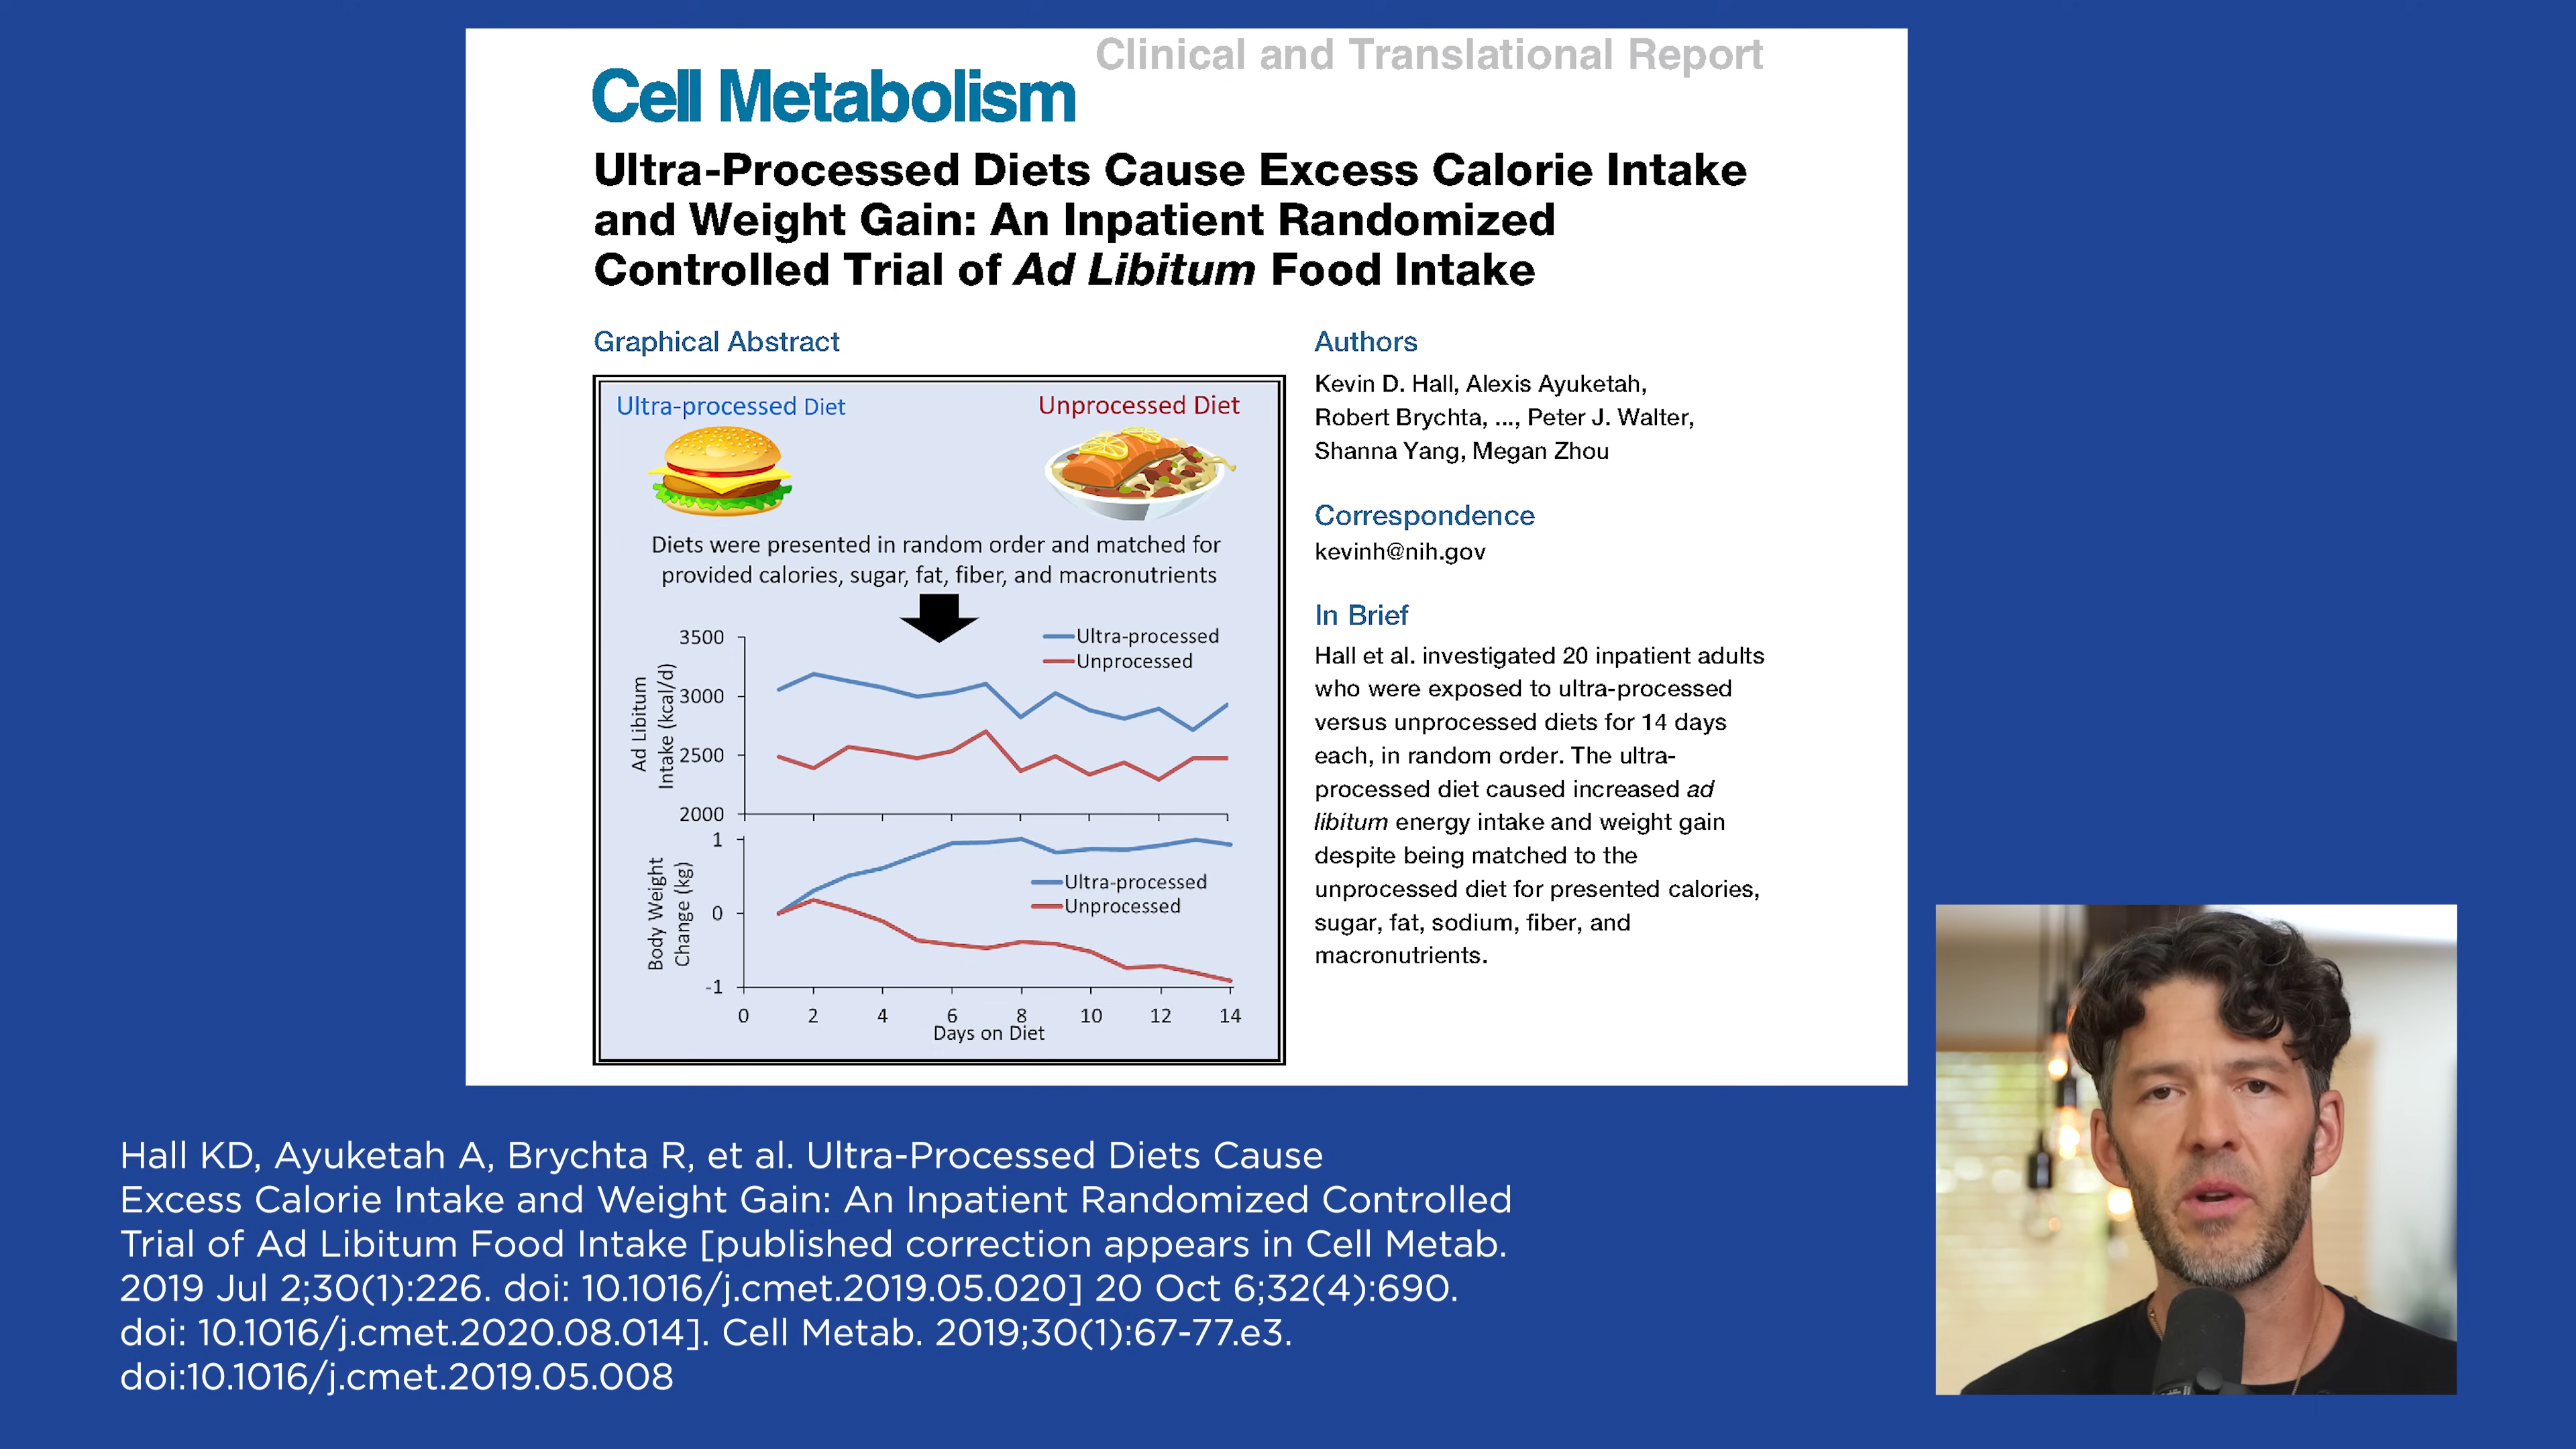 Clinical and Translational Report
Cell Metabolism
Ultra-Processed Diets Cause Excess Calorie Intake
and Weight Gain: An Inpatient Randomized
Controlled Trial of Ad Libitum Food Intake
Graphical Abstract
Ultra-processed Diet
Unprocessed Diet
Diets were presented in random order and matched for
provided calories, sugar, fat, fiber, and macronutrients
Ad Libitum
Intake (kcal/d)
3500
3000
2500
2000
Ultra-processed
Unprocessed
Body Weight
Change (kg)
1
0
-1
Ultra-processed
Unprocessed
0 2 4 6 8 10 12 14
Days on Diet
Authors
Kevin D. Hall, Alexis Ayuketah,
Robert Brychta, ..., Peter J. Walter,
Shanna Yang, Megan Zhou
Correspondence
kevinh@nih.gov
In Brief
Hall et al. investigated 20 inpatient adults
who were exposed to ultra-processed
versus unprocessed diets for 14 days
each, in random order. The ultra-
processed diet caused increased ad
libitum energy intake and weight gain
despite being matched to the
unprocessed diet for presented calories,
sugar, fat, sodium, fiber, and
macronutrients.
Hall KD, Ayuketah A, Brychta R, et al. Ultra-Processed Diets Cause
Excess Calorie Intake and Weight Gain: An Inpatient Randomized Controlled
Trial of Ad Libitum Food Intake [published correction appears in Cell Metab.
2019 Jul 2;30(1):226. doi: 10.1016/j.cmet.2019.05.020] 20 Oct 6;32(4):690.
doi: 10.1016/j.cmet.2020.08.014]. Cell Metab. 2019;30(1):67-77.e3.
doi:10.1016/j.cmet.2019.05.008